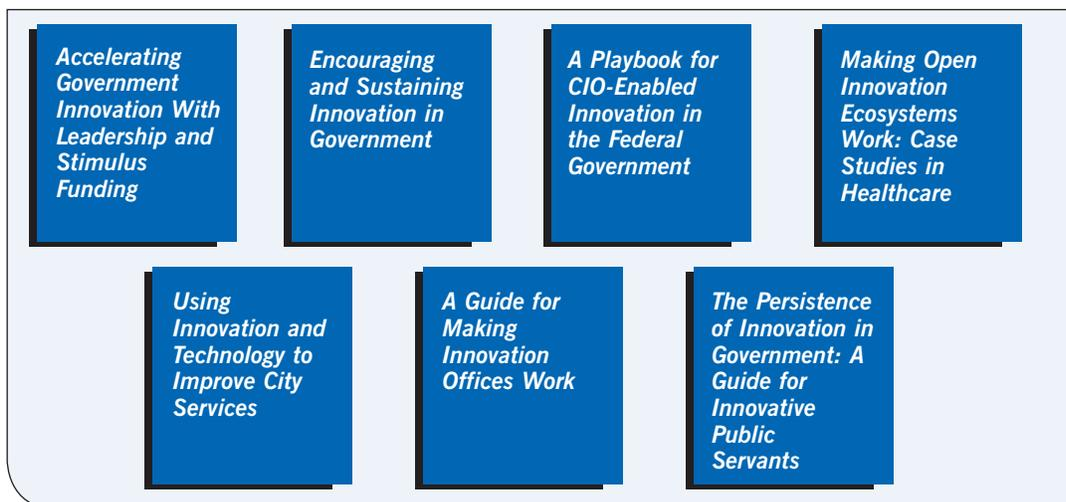 Accelerating
Government
Innovation With
Leadership and
Stimulus
Funding
Encouraging
and Sustaining
Innovation in
Government
A Playbook for
CIO-Enabled
Innovation in
the Federal
Government
Making Open
Innovation
Ecosystems
Work: Case
Studies in
Healthcare
Using
Innovation and
Technology to
Improve City
Services
A Guide for
Making
Innovation
Offices Work
The Persistence
of Innovation in
Government: A
Guide for
Innovative
Public
Servants